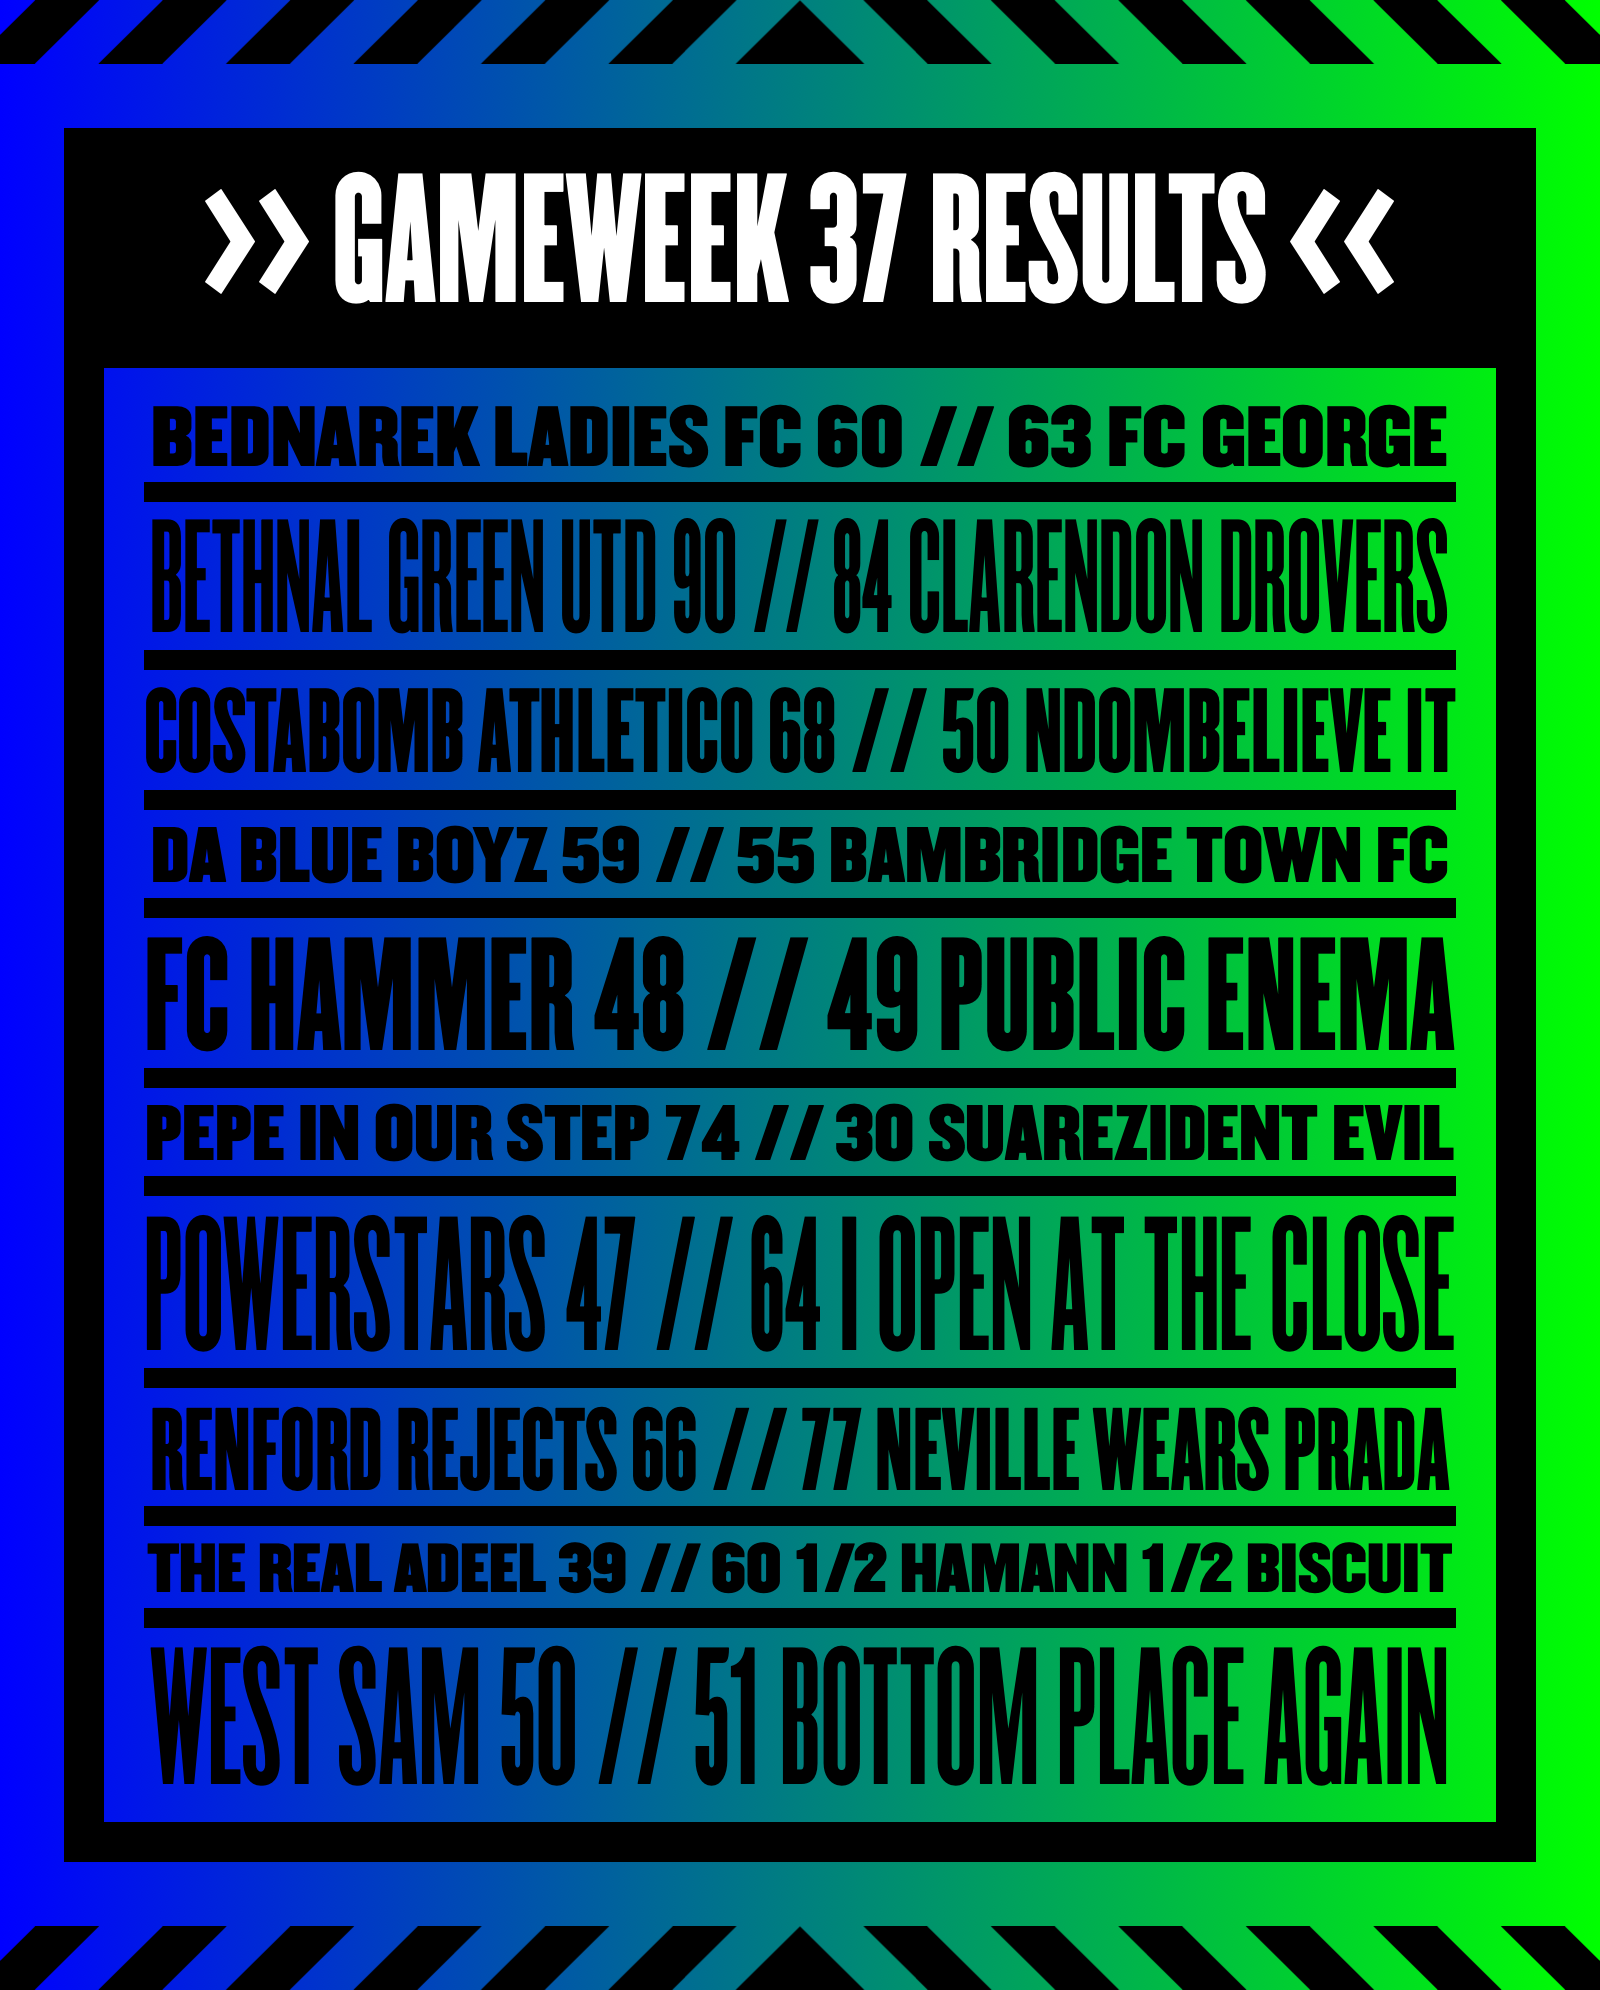 >> GAMEWEEK 37 RESULTS <<
BEDNAREK LADIES FC 60 // 63 FC GEORGE
BETHNAL GREEN UTD 90 // 84 CLARENDON DROVERS
COSTABOMB ATHLETICO 68 // 50 NDOMBELIEVE IT
DA BLUE BOYZ 59 // 55 BAMBRIDGE TOWN FC
FC HAMMER 48 // 49 PUBLIC ENEMA
PEPE IN OUR STEP 74 // 30 SUAREZIDENT EVIL
POWERSTARS 47 // 64 I OPEN AT THE CLOSE
RENFORD REJECTS 66 // 77 NEVILLE WEARS PRADA
THE REAL ADEEL 39 // 60 1/2 HAMANN 1/2 BISCUIT
WEST SAM 50 // 51 BOTTOM PLACE AGAIN